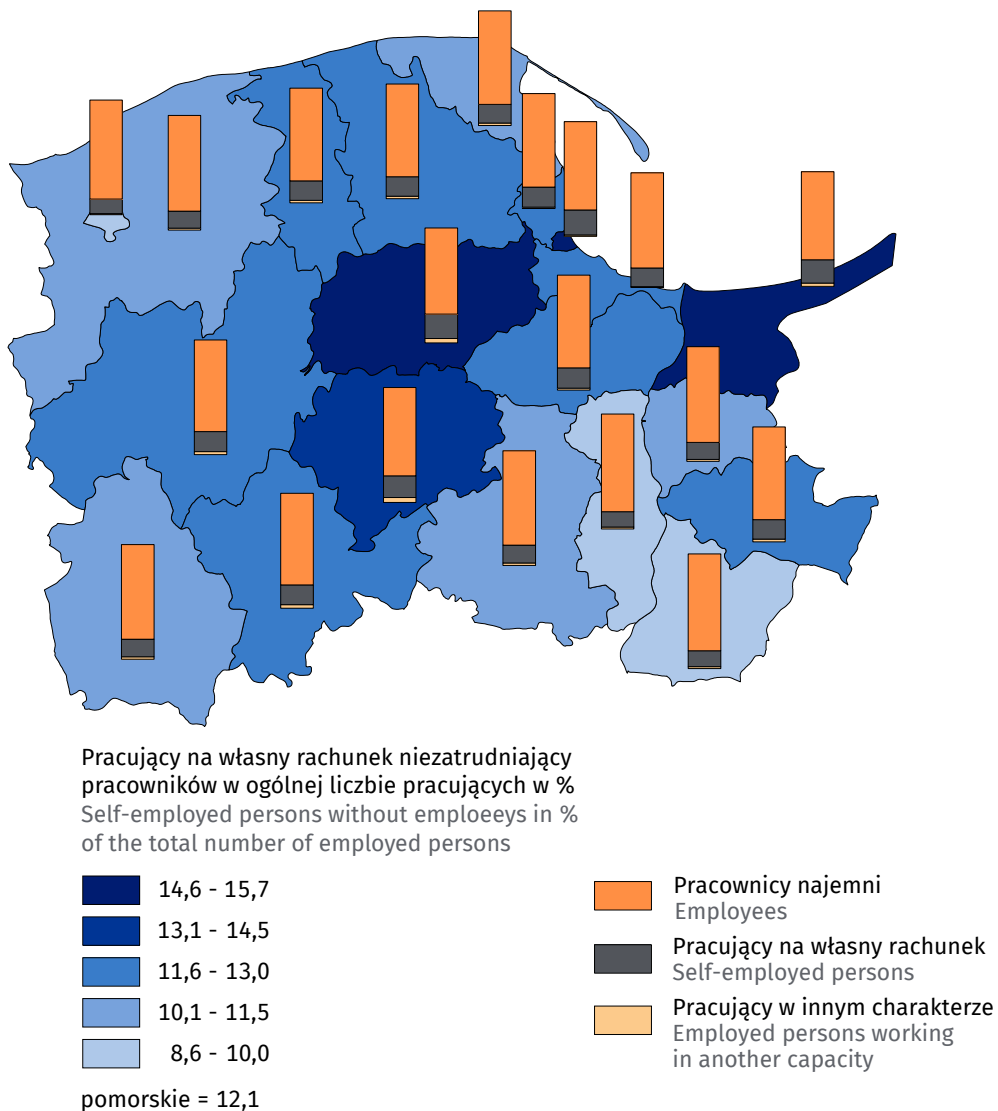 Pracujący na własny rachunek niezatrudniający
pracowników w ogólnej liczbie pracujących w %
Self-employed persons without emploeeys in %
of the total number of employed persons
14,6 - 15,7
13,1 - 14,5
11,6 - 13,0
10,1 - 11,5
8,6 - 10,0
pomorskie = 12,1
Pracownicy najemni
Employees
Pracujący na własny rachunek
Self-employed persons
Pracujący w innym charakterze
Employed persons working
in another capacity